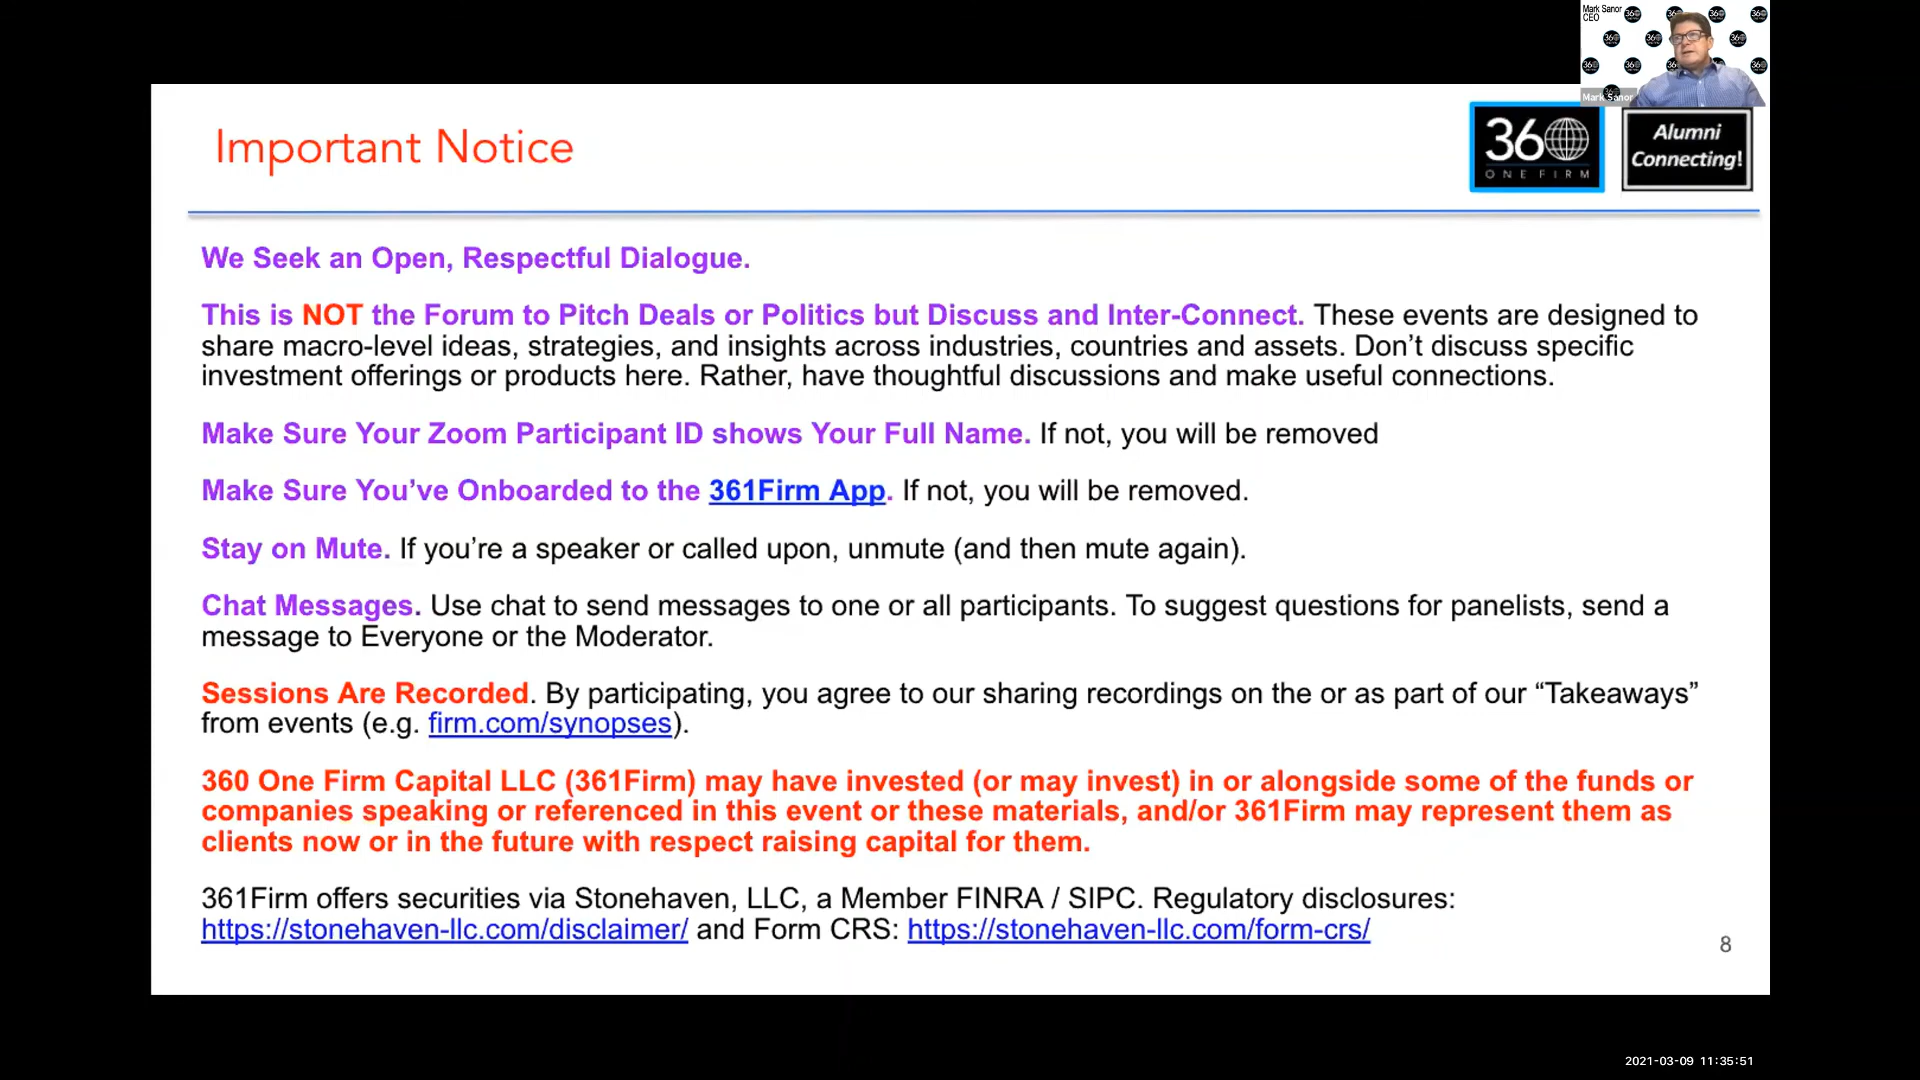 Mark Sanor
CEO
Mark Sanor
360
ONE FIRM
Alumni
Connecting!
Important Notice
We Seek an Open, Respectful Dialogue.
This is NOT the Forum to Pitch Deals or Politics but Discuss and Inter-Connect. These events are designed to
share macro-level ideas, strategies, and insights across industries, countries and assets. Don’t discuss specific
investment offerings or products here. Rather, have thoughtful discussions and make useful connections.
Make Sure Your Zoom Participant ID shows Your Full Name. If not, you will be removed
Make Sure You’ve Onboarded to the 361Firm App. If not, you will be removed.
Stay on Mute. If you’re a speaker or called upon, unmute (and then mute again).
Chat Messages. Use chat to send messages to one or all participants. To suggest questions for panelists, send a
message to Everyone or the Moderator.
Sessions Are Recorded. By participating, you agree to our sharing recordings on the or as part of our “Takeaways”
from events (e.g. firm.com/synopses).
360 One Firm Capital LLC (361Firm) may have invested (or may invest) in or alongside some of the funds or
companies speaking or referenced in this event or these materials, and/or 361Firm may represent them as
clients now or in the future with respect raising capital for them.
361Firm offers securities via Stonehaven, LLC, a Member FINRA / SIPC. Regulatory disclosures:
https://stonehaven-llc.com/disclaimer/ and Form CRS: https://stonehaven-llc.com/form-crs/
8
2021-03-09 11:35:51